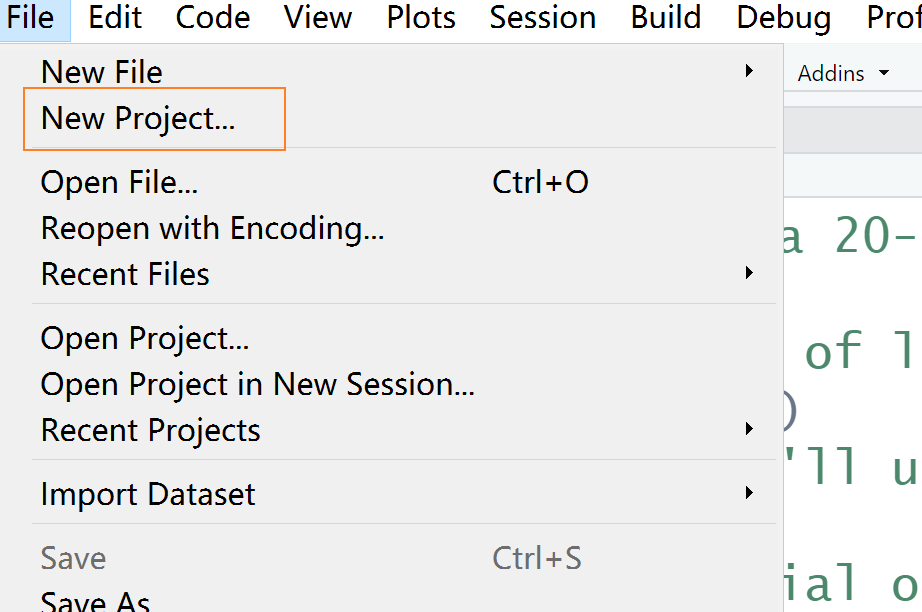 File Edit Code View Plots Session Build Debug
New File
Addins
New Project...
Open File... Ctrl+O
Reopen with Encoding...
a 20-
Recent Files
Open Project...
of l
Open Project in New Session...
)
Recent Projects
'll u
Import Dataset
Save Ctrl+S
ial o
Save As